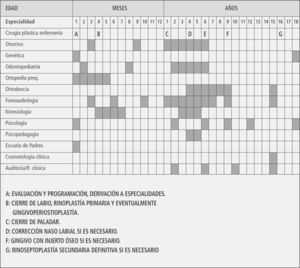 EDAD MESES AÑOS
Especialidad 1 2 3 4 5 6 7 8 9 10 11 12 1 2 3 4 5 6 7 8 9 10 11 12 13 14 15 16 17 18
Cirugía plástica enfermería A B C D E F G
Otorrino
Genética
Odontopediatría
Ortopedia preq.
Ortodoncia
Fonoaudiología
Kinesiología
Psicología
Psicopedagogía
Escuela de Padres
Cosmetología clínica
Auditoria/R. clínica
A: EVALUACIÓN Y PROGRAMACIÓN, DERIVACIÓN A ESPECIALIDADES.
B: CIERRE DE LABIO, RINOPLASTÍA PRIMARIA Y EVENTUALMENTE
GINGIVOPERIOSTIOPLASTÍA.
C: CIERRE DE PALADAR.
D: CORRECCIÓN NASO LABIAL SI ES NECESARIO.
F: GINGIVO CON INJERTO ÓSEO SI ES NECESARIO.
G: RINOSEPTOPLASTÍA SECUNDARIA DEFINITIVA SI ES NECESARIO